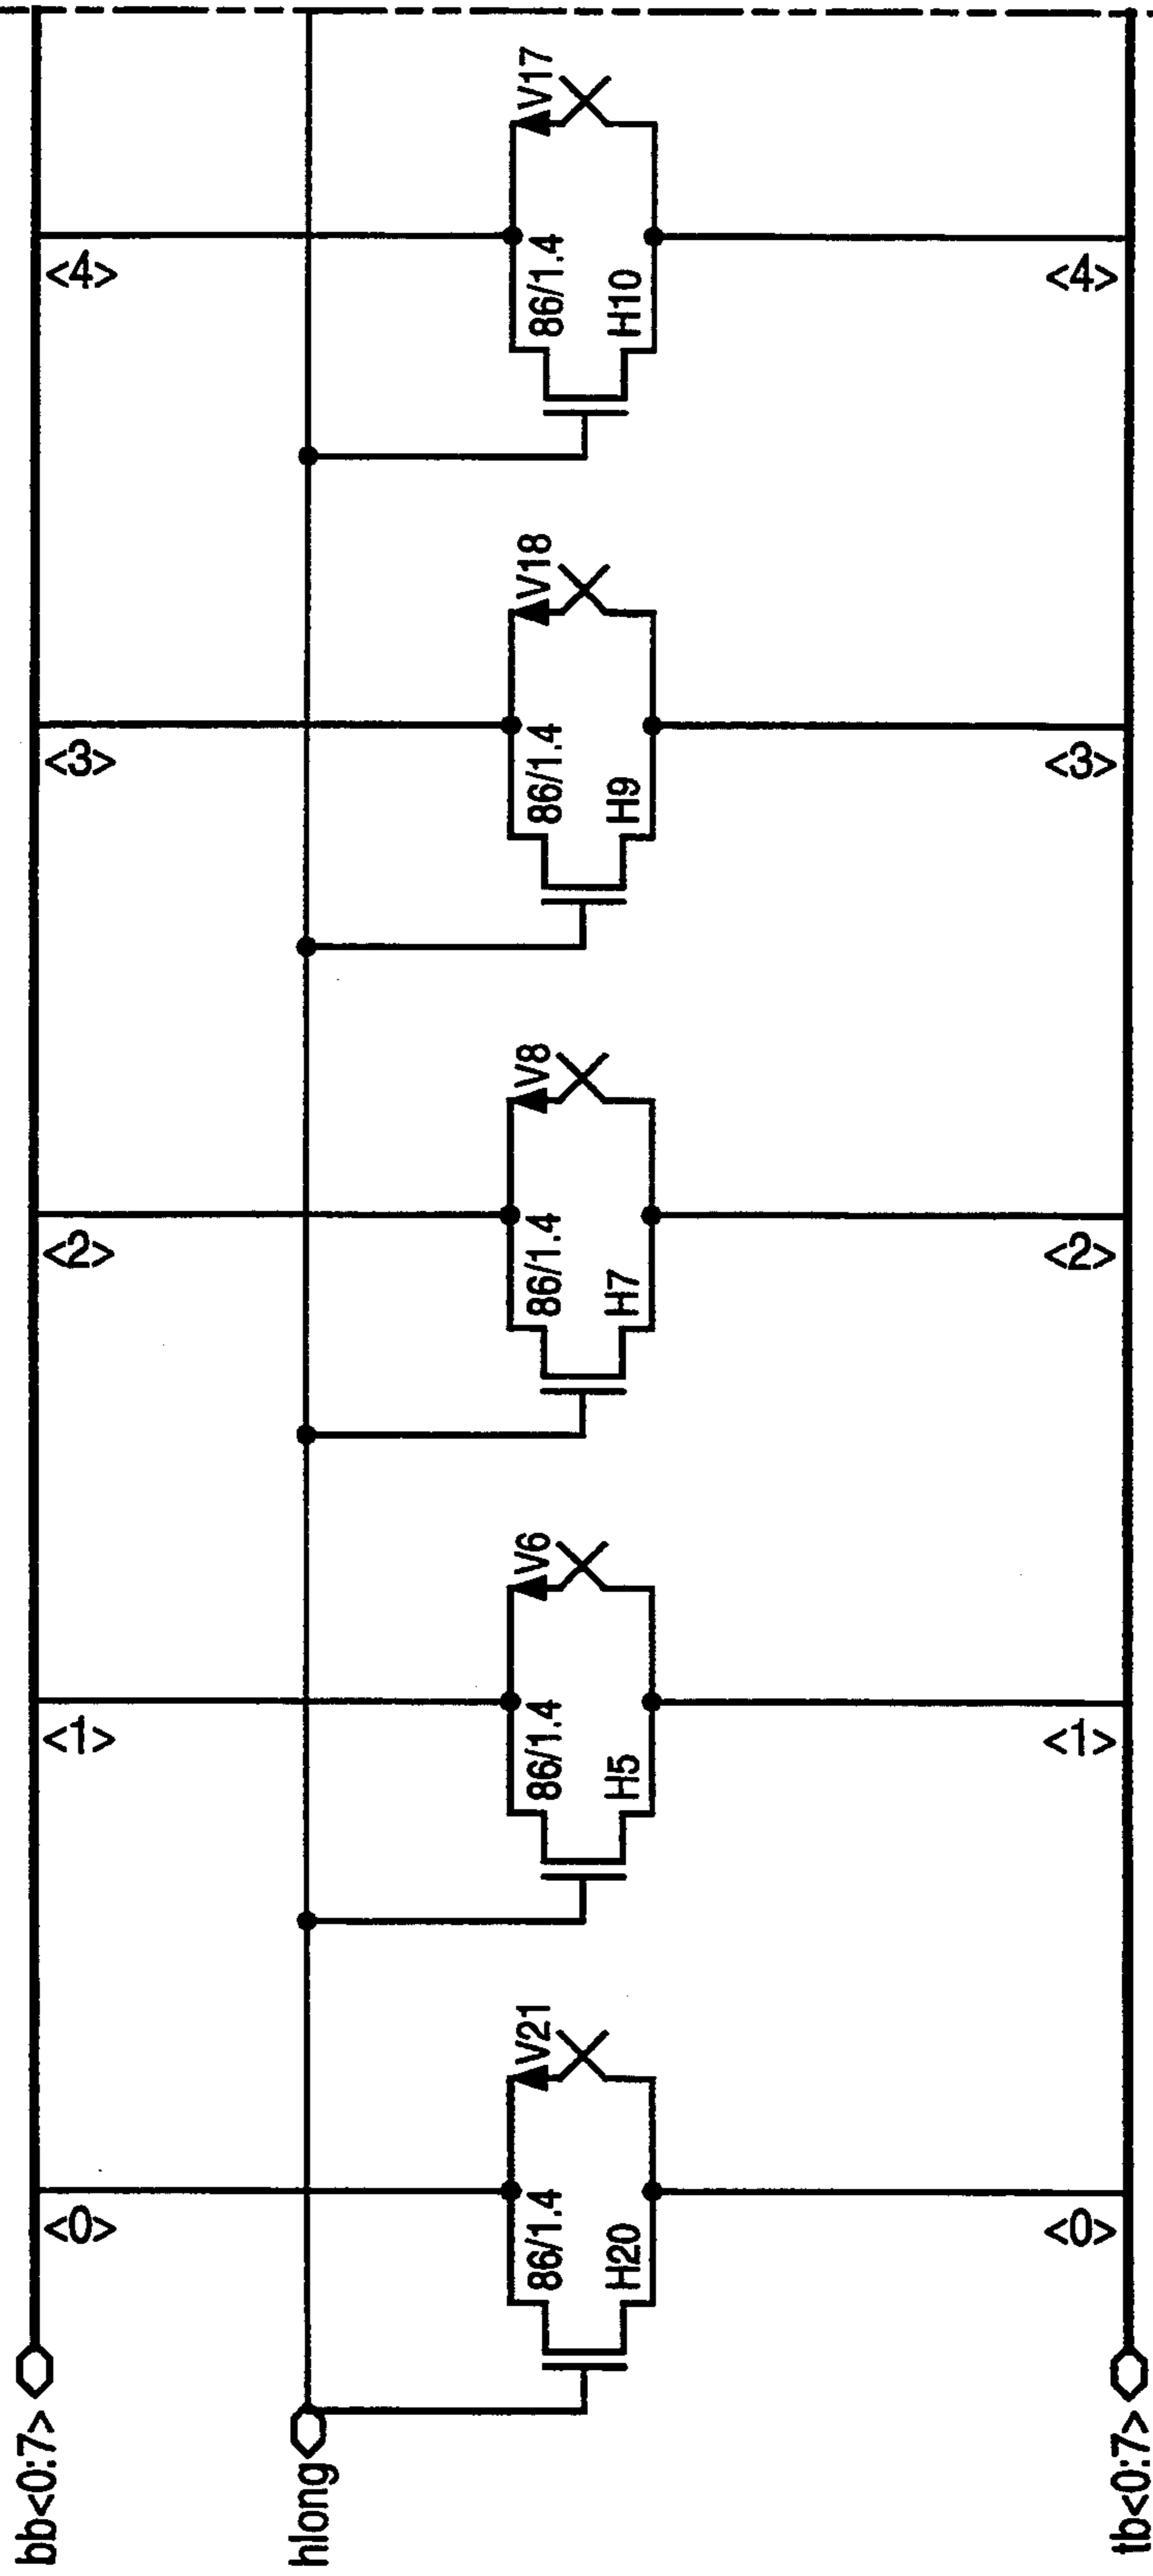 bb<0:7>
<0>
<1>
<2>
<3>
<4>
hlong
86/1.4
H20
V21
86/1.4
H5
V6
86/1.4
H7
V8
86/1.4
H9
V18
86/1.4
H10
V17
tb<0:7>
<0>
<1>
<2>
<3>
<4>